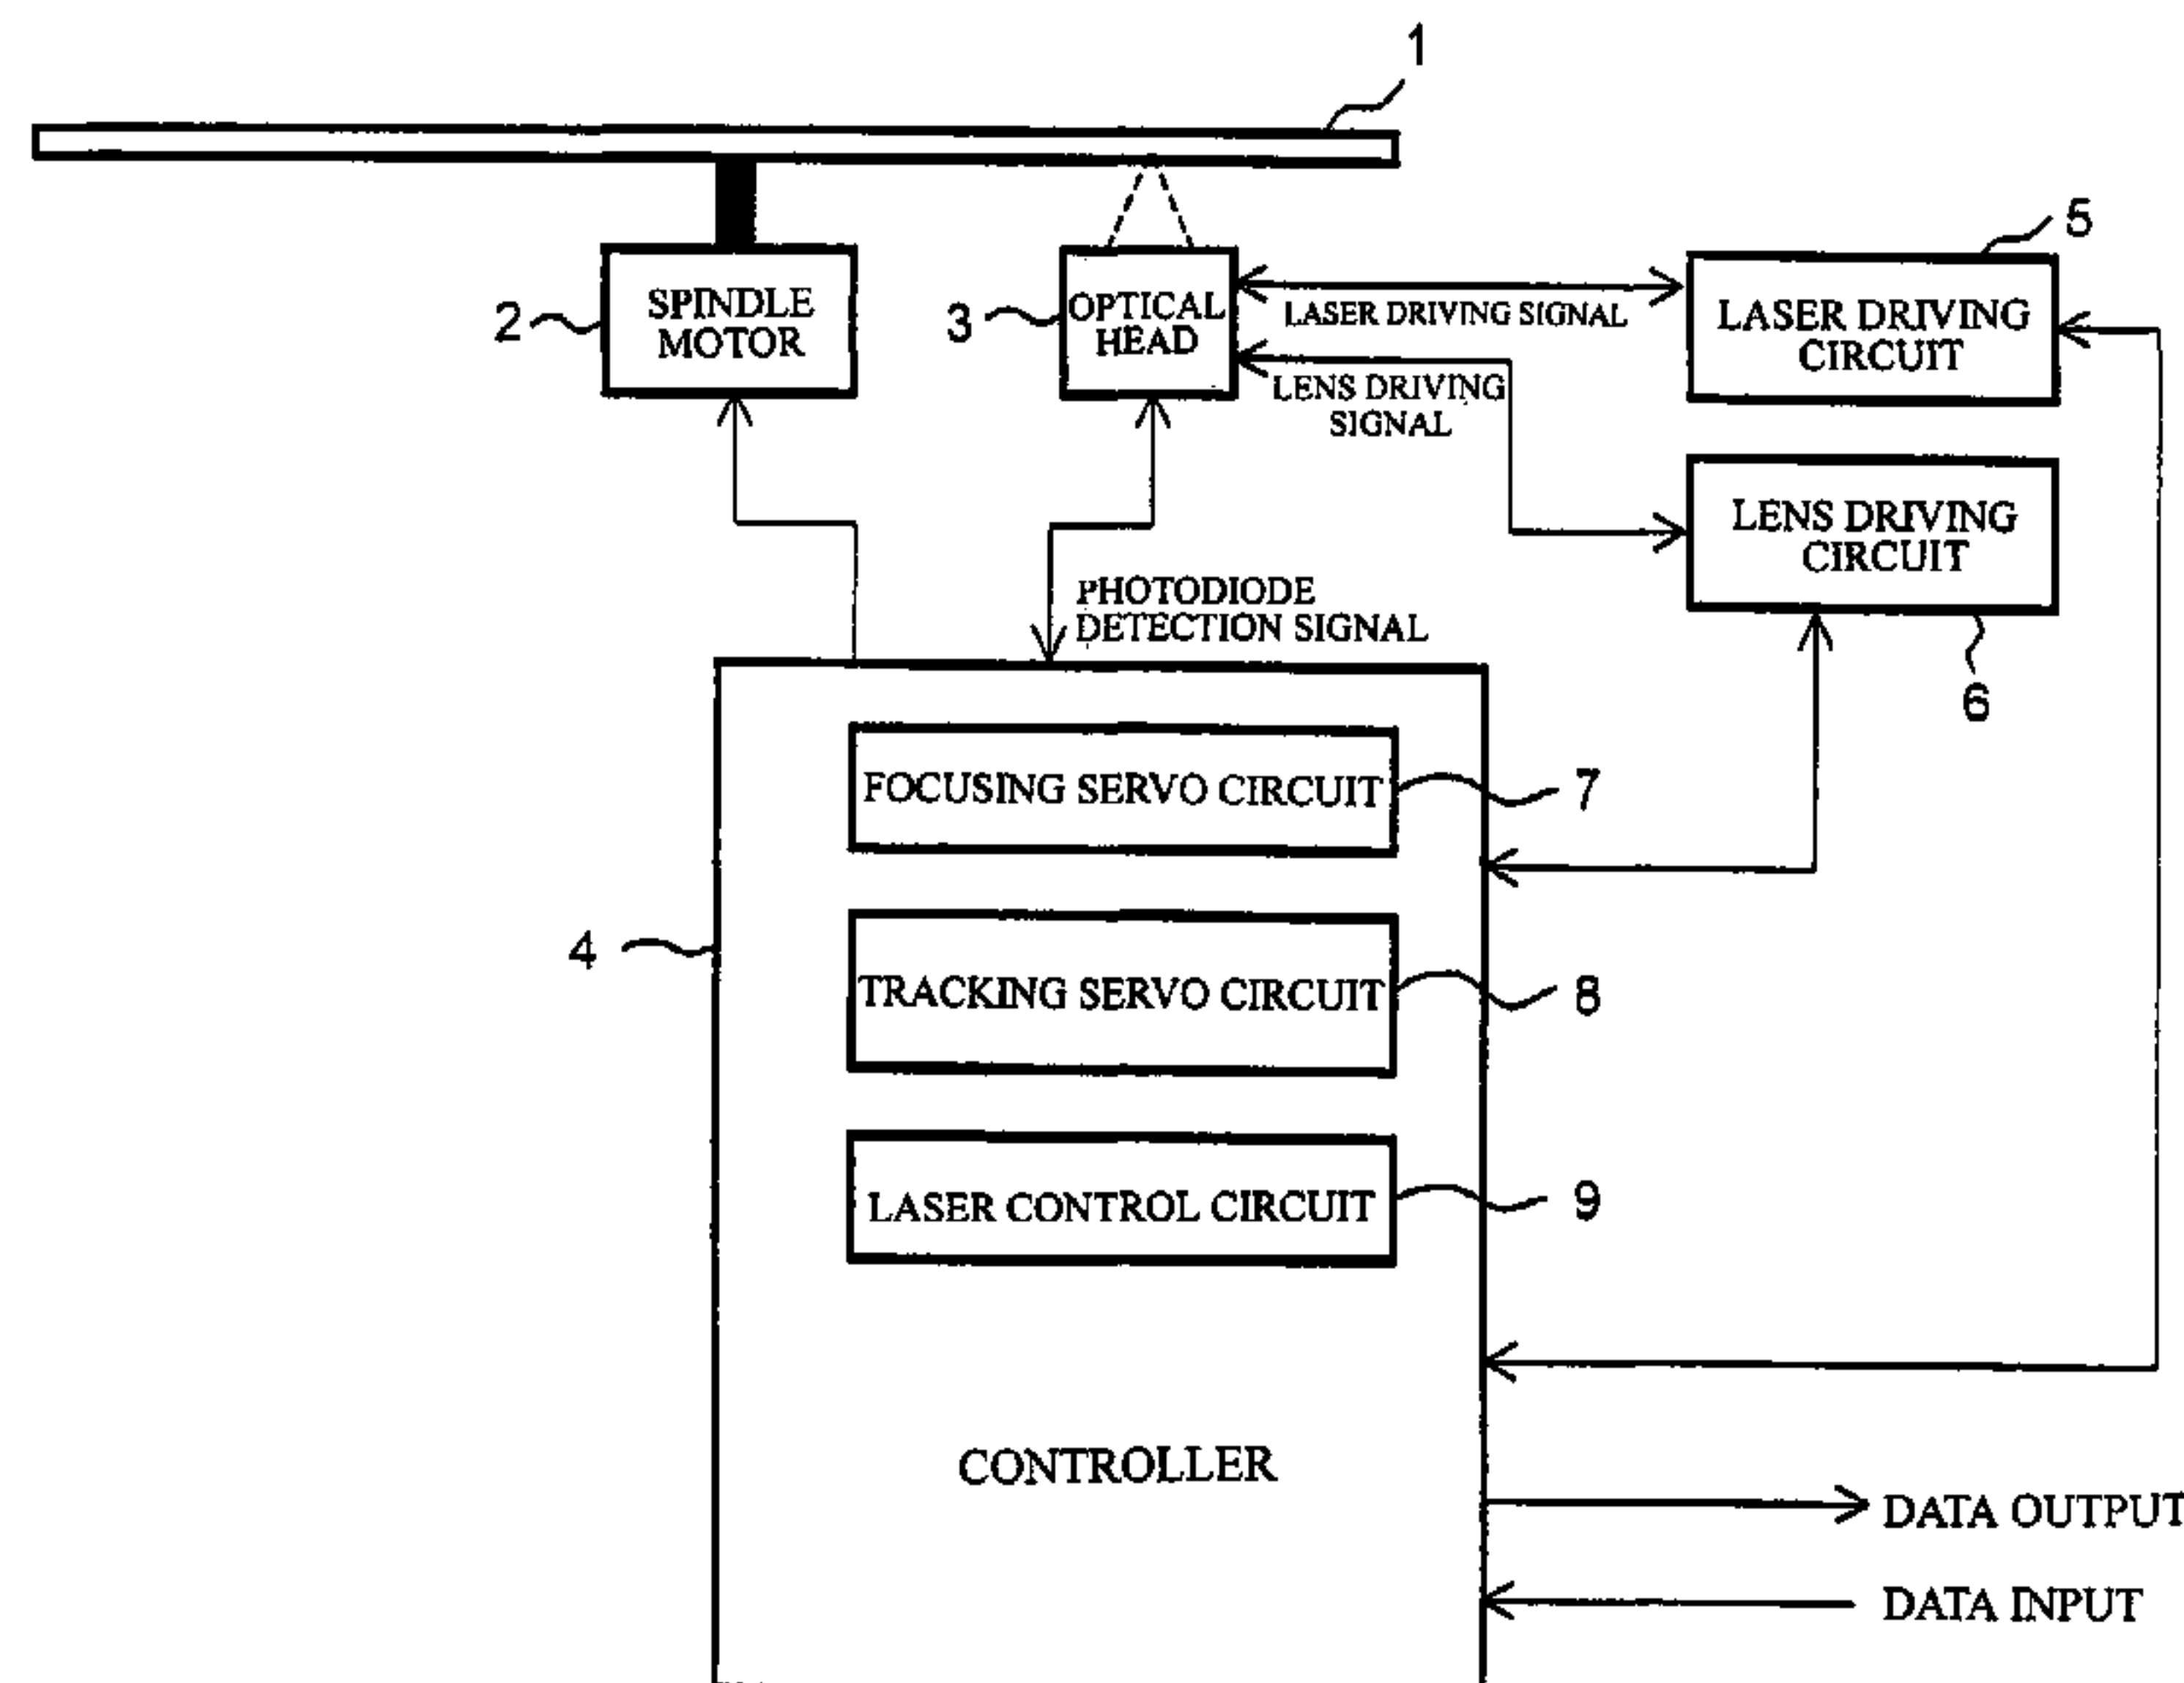 1
5
2
SPINDLE
MOTOR
3
OPTICAL
HEAD
LASER DRIVING SIGNAL
LASER DRIVING
CIRCUIT
LENS DRIVING
SIGNAL
LENS DRIVING
CIRCUIT
6
PHOTODIODE
DETECTION SIGNAL
FOCUSING SERVO CIRCUIT
7
4
TRACKING SERVO CIRCUIT
8
LASER CONTROL CIRCUIT
9
CONTROLLER
DATA OUTPUT
DATA INPUT